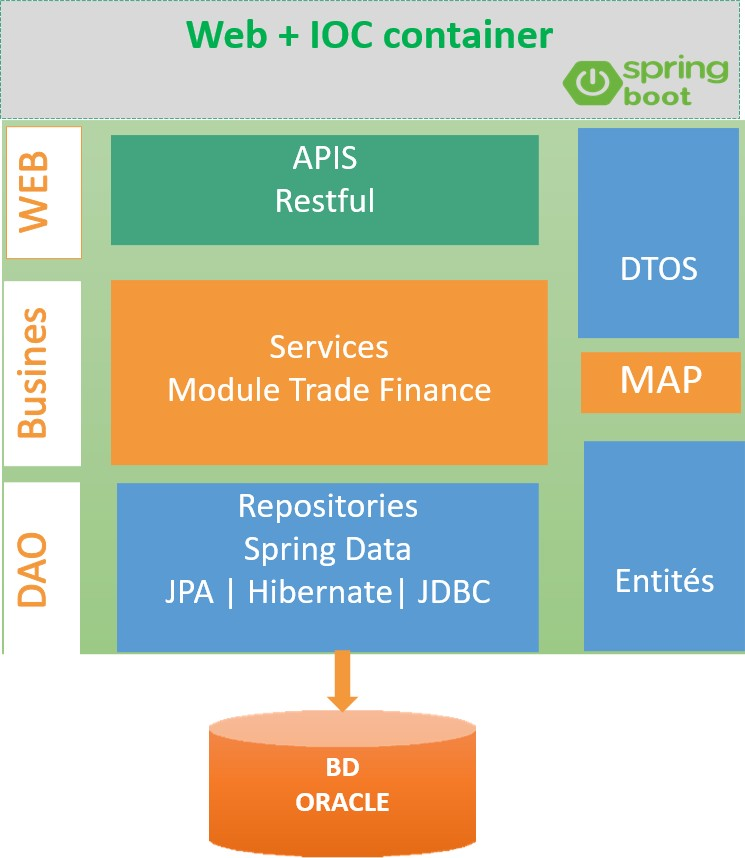 Web + IOC container
spring
boot
WEB
APIS
Restful
DTOS
Busines
Services
Module Trade Finance
MAP
DAO
Repositories
Spring Data
JPA | Hibernate| JDBC
Entités
BD
ORACLE